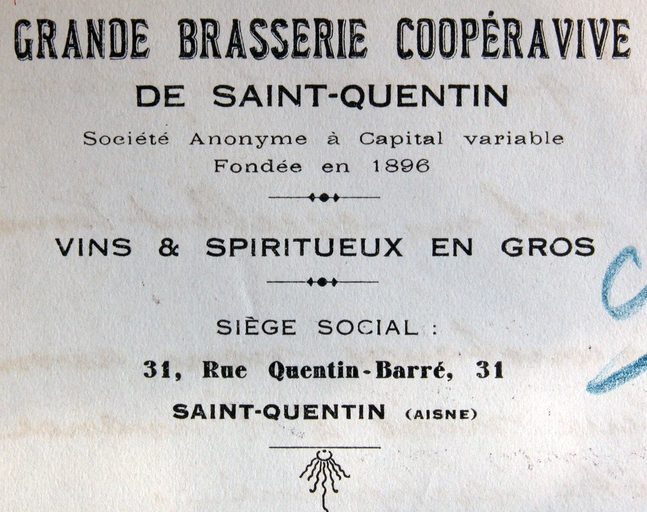 GRANDE BRASSERIE COOPÉRAVIVE
DE SAINT-QUENTIN
Société Anonyme à Capital variable
Fondée en 1896
VINS & SPIRITUEUX EN GROS
SIÈGE SOCIAL :
31, Rue Quentin-Barré, 31
SAINT-QUENTIN (AISNE)